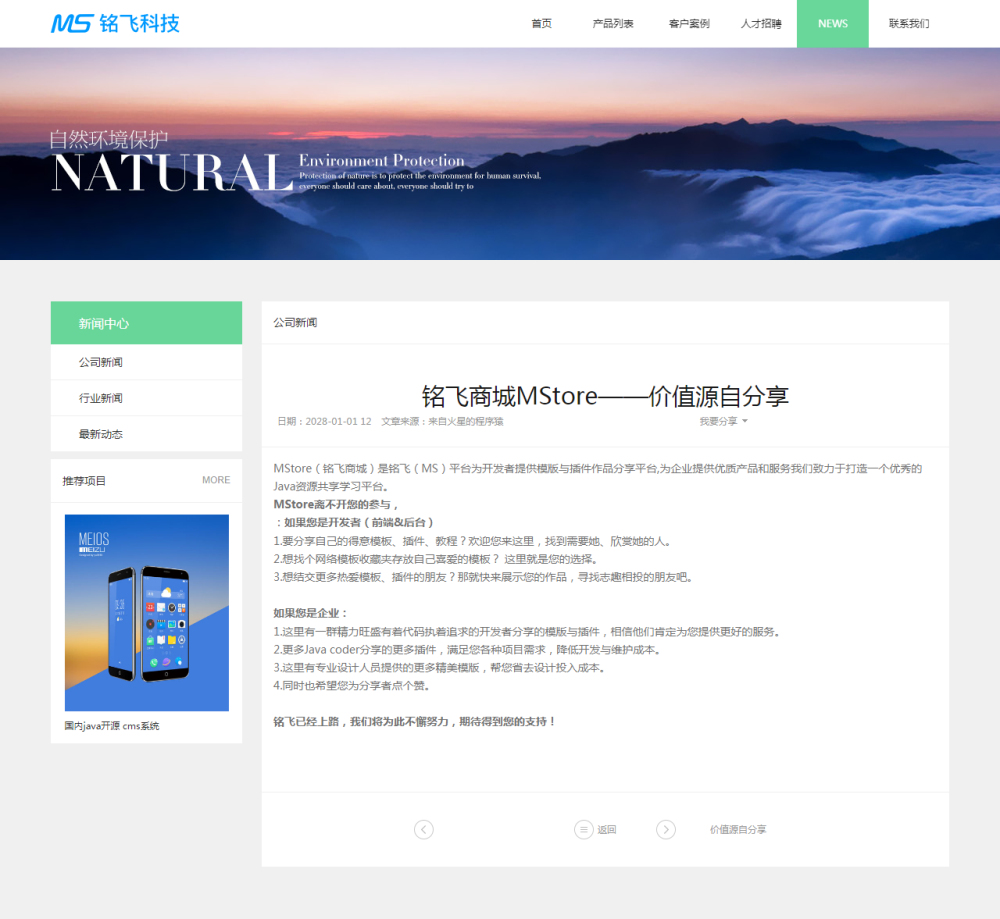 MS 铭飞科技
首页 产品列表 客户案例 人才招聘 NEWS 联系我们
自然环境保护
NATURAL
Environment Protection
Protection of nature is to protect the environment for human survival,
everyone should care about, everyone should try to
新闻中心
公司新闻
行业新闻
最新动态
推荐项目 MORE
MEIOS
MEIZU
国内java开源 cms系统
公司新闻
铭飞商城MStore——价值源自分享
日期：2028-01-01 12 文章来源：来自火星的程序猿 我要分享
MStore（铭飞商城）是铭飞（MS）平台为开发者提供模版与插件作品分享平台,为企业提供优质产品和服务我们致力于打造一个优秀的
Java资源共享学习平台。
MStore离不开您的参与，
：如果您是开发者（前端&后台）
1.要分享自己的得意模板、插件、教程？欢迎您来这里，找到需要她、欣赏她的人。
2.想找个网络模板收藏夹存放自己喜爱的模板？ 这里就是您的选择。
3.想结交更多热爱模板、插件的朋友？那就快来展示您的作品，寻找志趣相投的朋友吧。
如果您是企业：
1.这里有一群精力旺盛有着代码执着追求的开发者分享的模版与插件，相信他们肯定为您提供更好的服务。
2.更多Java coder分享的更多插件，满足您各种项目需求，降低开发与维护成本。
3.这里有专业设计人员提供的更多精美模版，帮您省去设计投入成本。
4.同时也希望您为分享者点个赞。
铭飞已经上路，我们将为此不懈努力，期待得到您的支持！
返回 价值源自分享